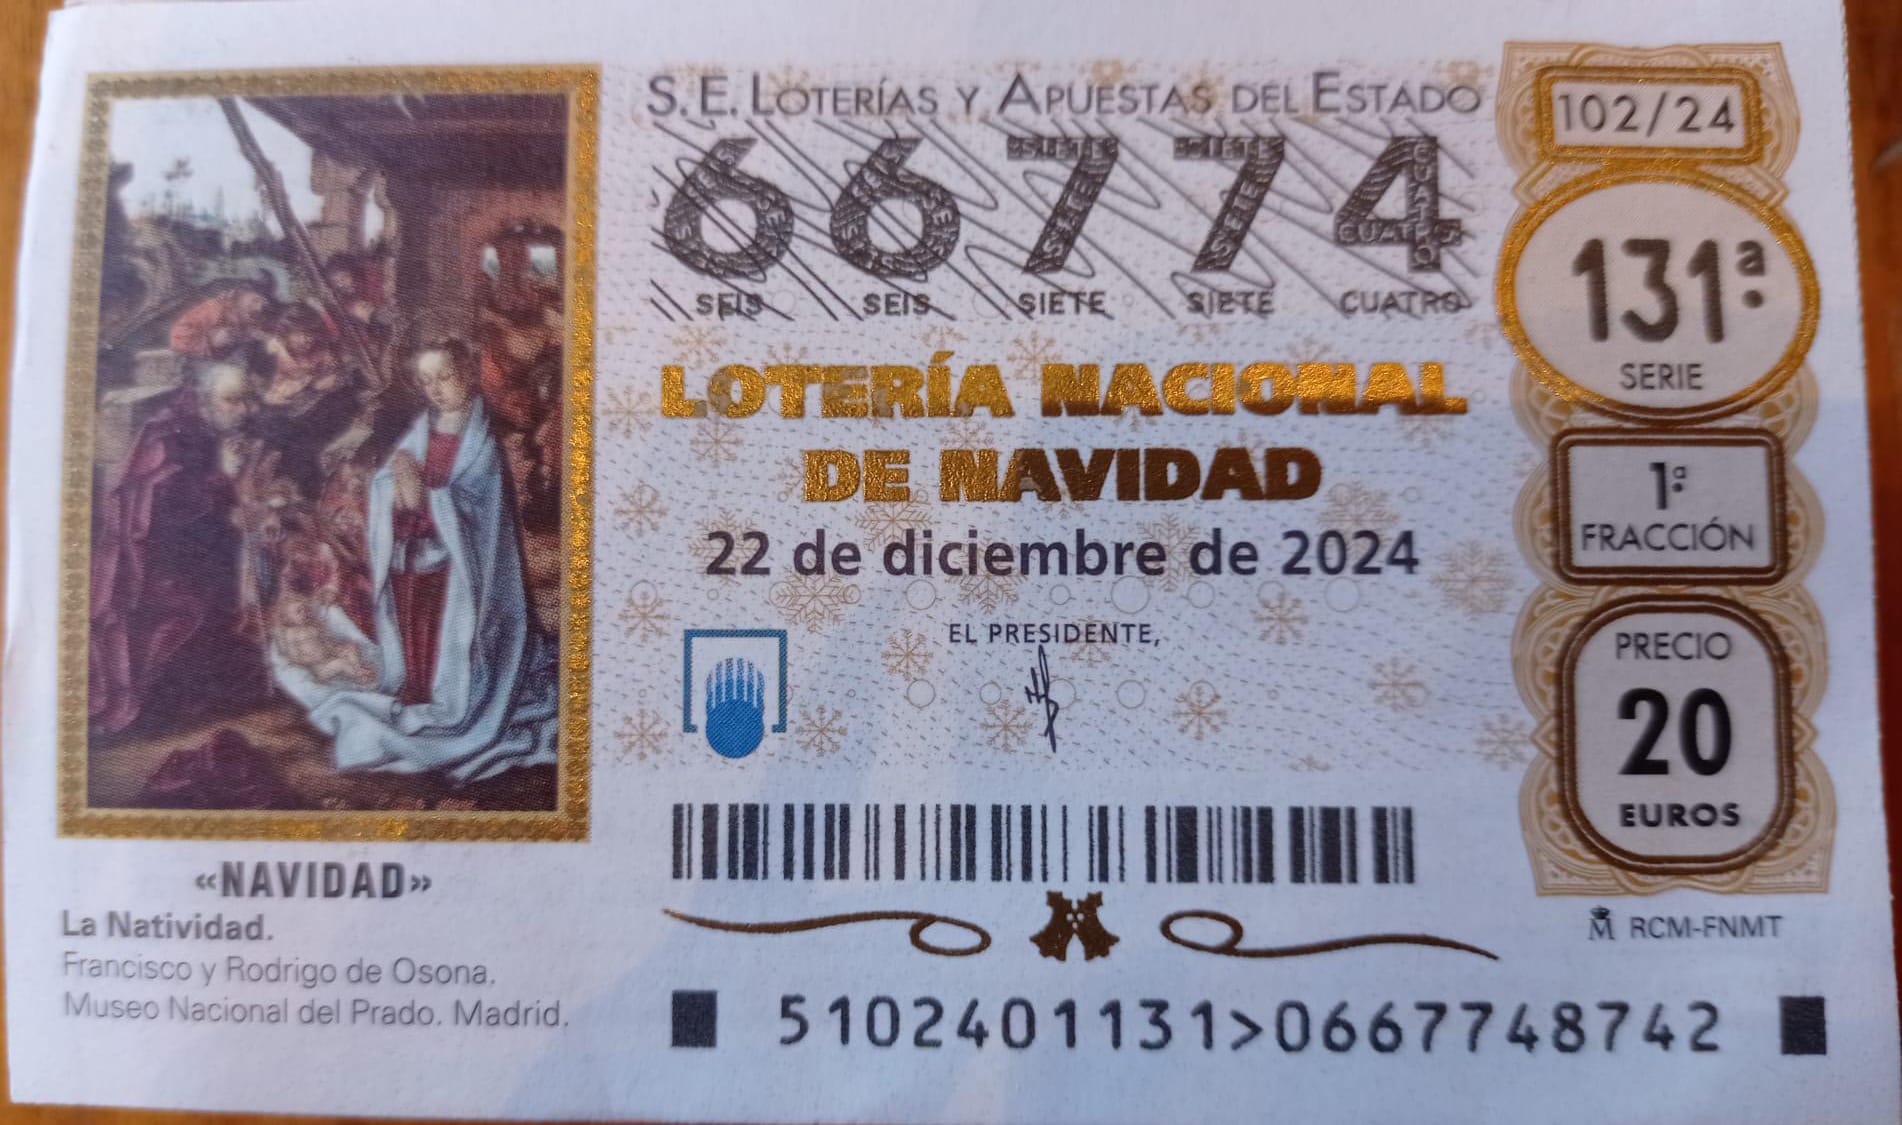 S.E. LOTERÍAS Y APUESTAS DEL ESTADO
66774
SEIS SEIS SIETE SIETE CUATRO
LOTERÍA NACIONAL
DE NAVIDAD
22 de diciembre de 2024
EL PRESIDENTE,
102/24
131ª
SERIE
1ª
FRACCIÓN
PRECIO
20
EUROS
RCM-FNMT
«NAVIDAD»
La Natividad.
Francisco y Rodrigo de Osona.
Museo Nacional del Prado. Madrid.
5102401131>0667748742